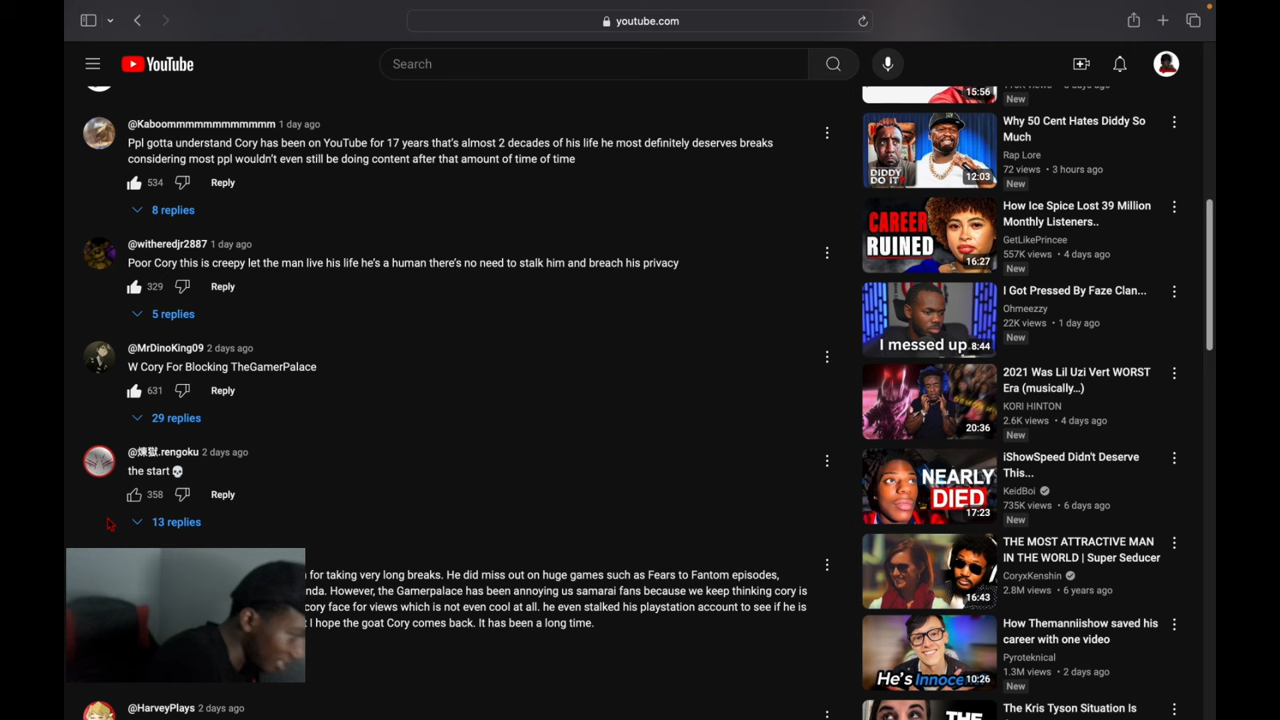 youtube.com
YouTube
Search
@Kaboommmmmmmmmmmm 1 day ago
Ppl gotta unterstand Cory has been on YouTube for 17 years that's almost 2 decades of his life he most definitely deserves breaks
considering most ppl wouldn't even still be doing content after that amount of time of time
534 Reply
8 replies
@witheredjr2887 1 day ago
Poor Cory this is creepy let the man live his life he's a human there's no need to stalk him and breach his privacy
329 Reply
5 replies
@MrDinoKing09 2 days ago
W Cory For Blocking TheGamerPalace
631 Reply
29 replies
@煉獄.rengoku 2 days ago
the start💀
358 Reply
13 replies
for taking very long breaks. He did miss out on huge games such as Fears to Fantom episodes,
nda. However, the Gamerpalace has been annoying us samarai fans because we keep thinking cory is
cory face for views which is not even cool at all. he even stalked his playstation account to see if he is
I hope the goat Cory comes back. It has been a long time.
@HarveyPlays 2 days ago
15:56
New
DIDDY
DO IT
12:03
Why 50 Cent Hates Diddy So
Much
Rap Lore
72 views • 3 hours ago
New
CAREER
RUINED
16:27
How Ice Spice Lost 39 Million
Monthly Listeners..
GetLikePrincee
557K views • 4 days ago
New
I messed up
8:44
I Got Pressed By Faze Clan...
Ohmeezzy
22K views • 1 day ago
New
20:36
2021 Was Lil Uzi Vert WORST
Era (musically...)
KORI HINTON
2.6K views • 4 days ago
New
NEARLY
DIED
17:23
iShowSpeed Didn't Deserve
This...
KeidBoi
735K views • 6 days ago
New
16:43
THE MOST ATTRACTIVE MAN
IN THE WORLD | Super Seducer
CoryxKenshin
2.8M views • 6 years ago
He's Innoce
10:26
How Themanniishow saved his
career with one video
Pyroteknical
1.3M views • 2 days ago
New
THE
The Kris Tyson Situation Is